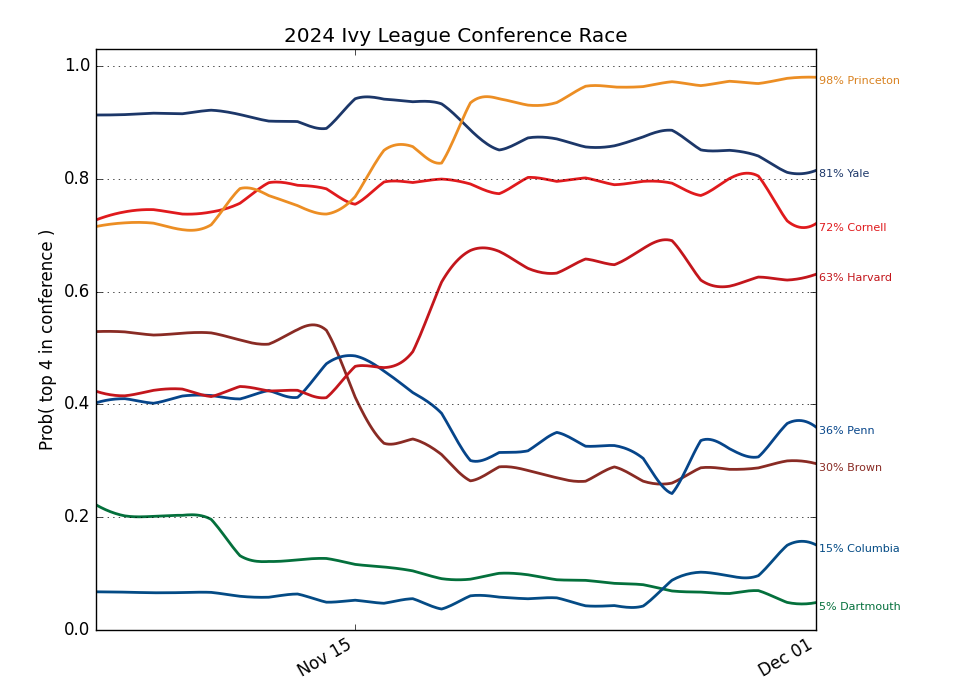 2024 Ivy League Conference Race
Prob( top 4 in conference )
1.0
0.8
0.6
0.4
0.2
0.0
Nov 15
Dec 01
98% Princeton
81% Yale
72% Cornell
63% Harvard
36% Penn
30% Brown
15% Columbia
5% Dartmouth